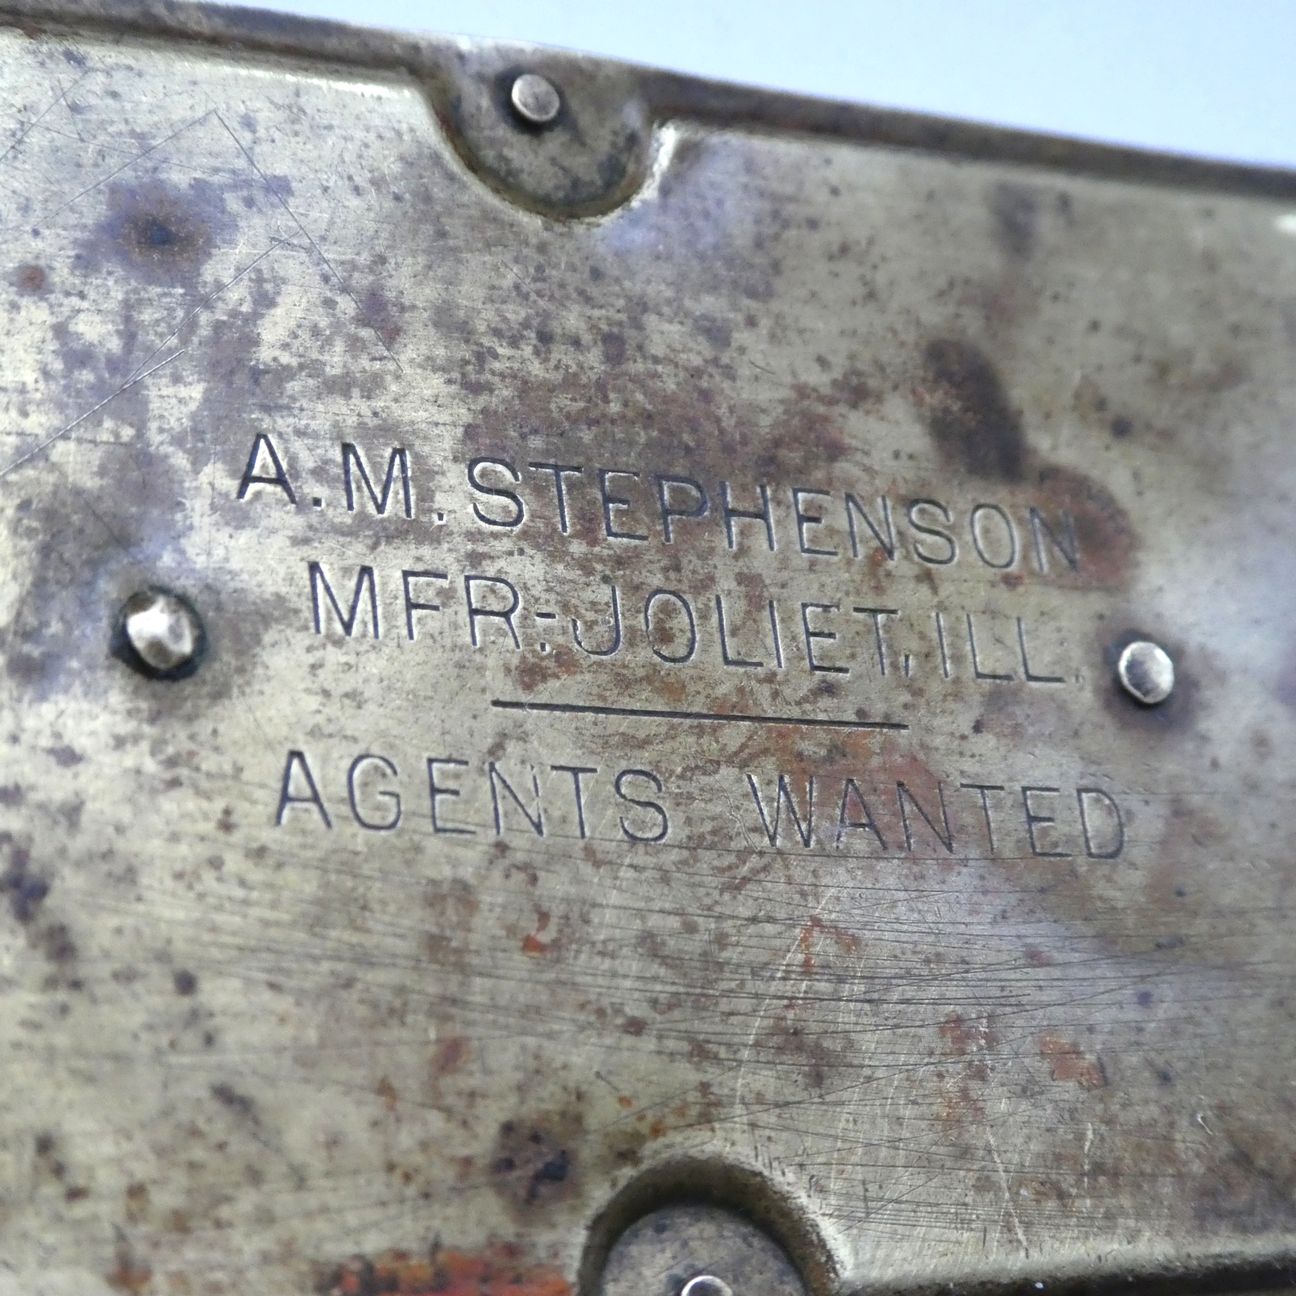 A.M. STEPHENSON
MFR:- JOLIET, ILL.
AGENTS WANTED